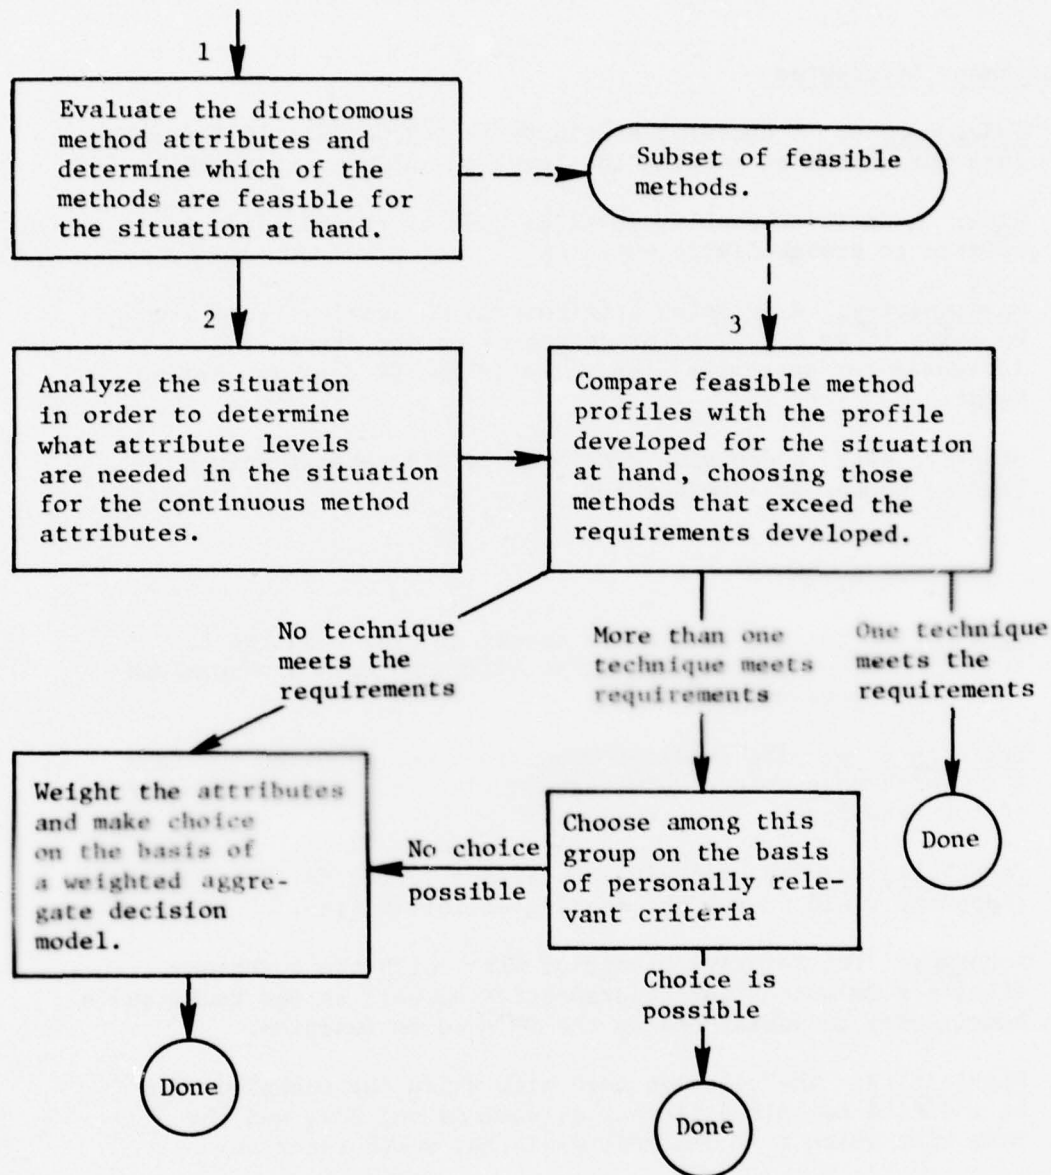 1
Evaluate the dichotomous
method attributes and
determine which of the
methods are feasible for
the situation at hand.
Subset of feasible
methods.
2
Analyze the situation
in order to determine
what attribute levels
are needed in the situation
for the continuous method
attributes.
3
Compare feasible method
profiles with the profile
developed for the situation
at hand, choosing those
methods that exceed the
requirements developed.
No technique
meets the
requirements
More than one
technique meets
requirements
One technique
meets the
requirements
Weight the attributes
and make choice
on the basis of
a weighted aggre-
gate decision
model.
No choice
possible
Choose among this
group on the basis
of personally rele-
vant criteria
Done
Choice is
possible
Done
Done